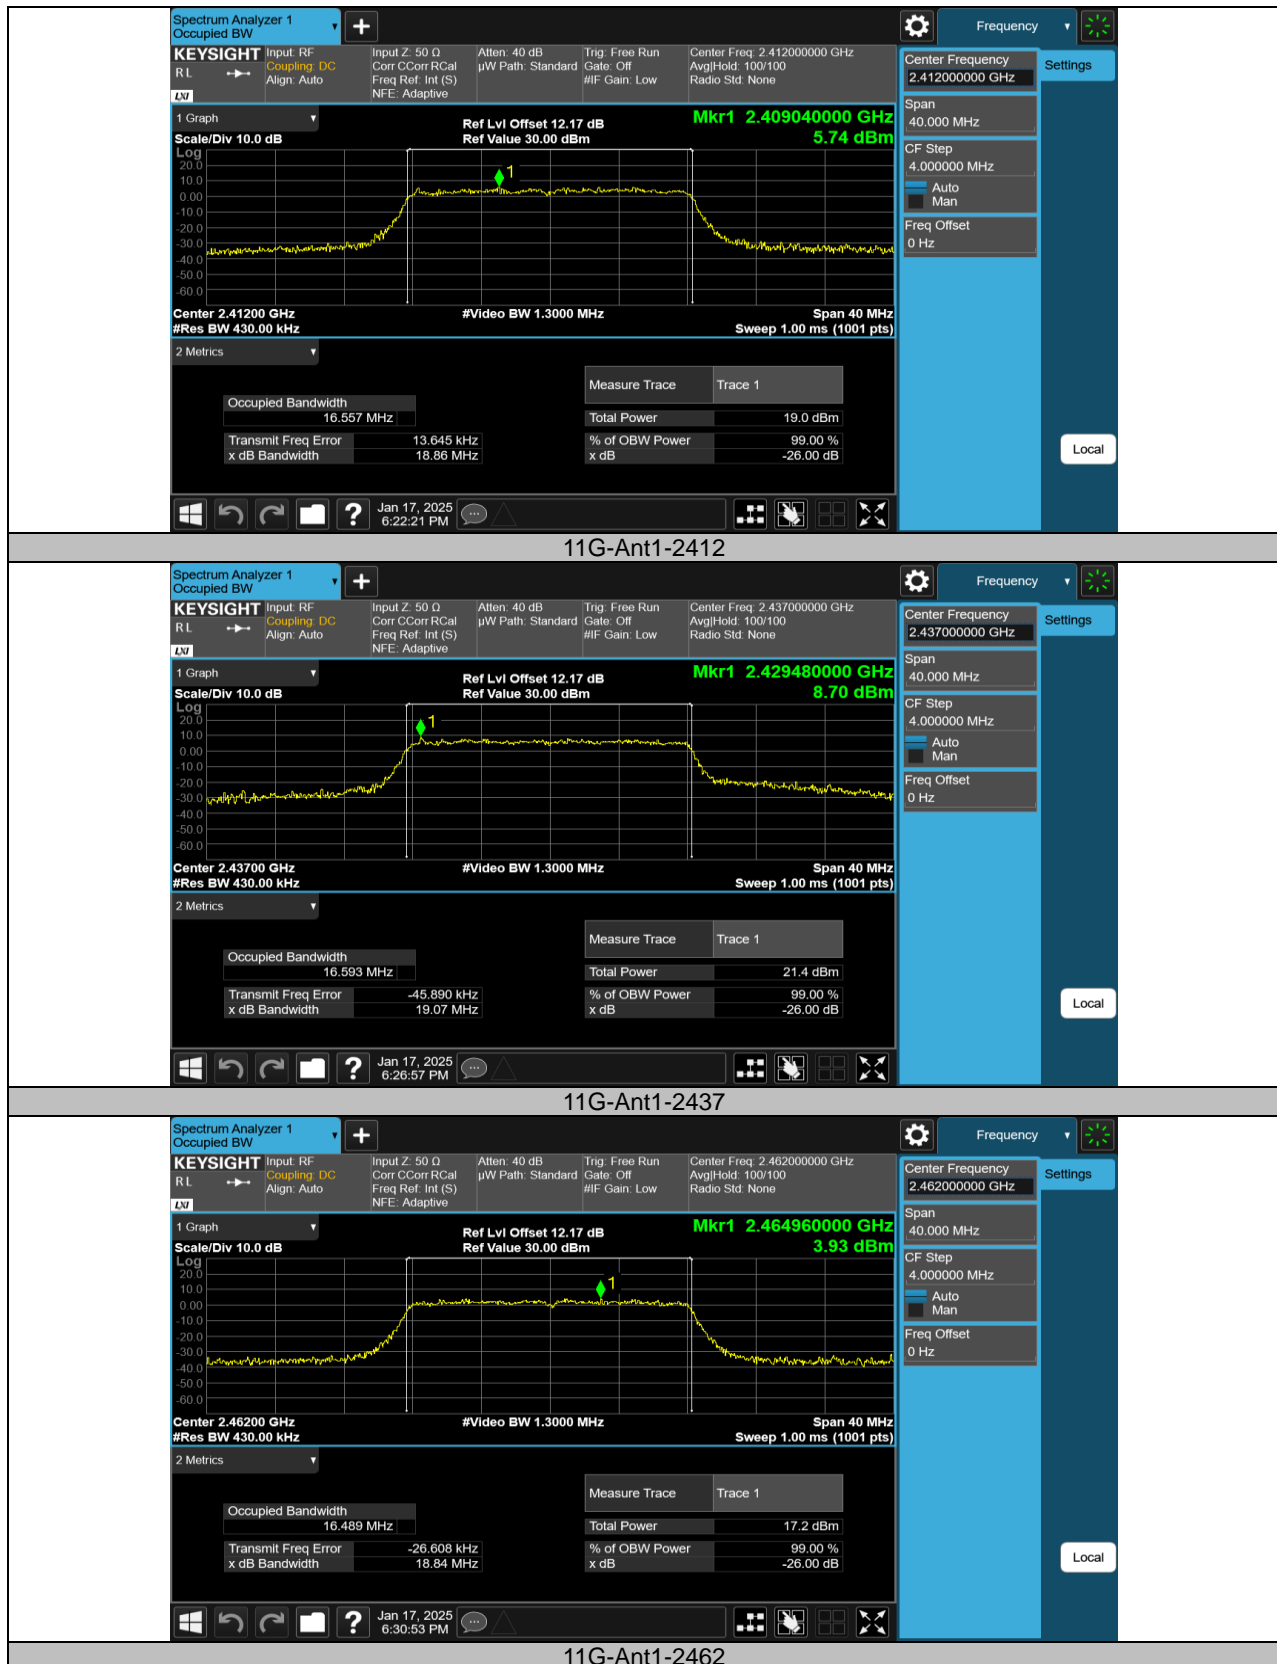 Spectrum Analyzer 1
Occupied BW
Frequency
KEYSIGHT
R L
LXI
Input: RF
Coupling: DC
Align: Auto
Input Z: 50 Ω
Corr CCorr RCal
Freq Ref: Int (S)
NFE: Adaptive
Atten: 40 dB
µW Path: Standard
Trig: Free Run
Gate: Off
#IF Gain: Low
Center Freq: 2.412000000 GHz
Avg|Hold: 100/100
Radio Std: None
Center Frequency
2.412000000 GHz
Settings
Span
40.000 MHz
CF Step
4.000000 MHz
Auto
Man
Freq Offset
0 Hz
Local
1 Graph
Scale/Div 10.0 dB
Ref Lvl Offset 12.17 dB
Ref Value 30.00 dBm
Mkr1 2.409040000 GHz
5.74 dBm
Log
20.0
10.0
0.00
-10.0
-20.0
-30.0
-40.0
-50.0
-60.0
1
Center 2.41200 GHz
#Video BW 1.3000 MHz
Span 40 MHz
#Res BW 430.00 kHz
Sweep 1.00 ms (1001 pts)
2 Metrics
Measure Trace Trace 1
Occupied Bandwidth
16.557 MHz
Total Power 19.0 dBm
Transmit Freq Error 13.645 kHz
% of OBW Power 99.00 %
x dB Bandwidth 18.86 MHz
x dB -26.00 dB
Jan 17, 2025
6:22:21 PM
11G-Ant1-2412
Spectrum Analyzer 1
Occupied BW
Frequency
KEYSIGHT
R L
LXI
Input: RF
Coupling: DC
Align: Auto
Input Z: 50 Ω
Corr CCorr RCal
Freq Ref: Int (S)
NFE: Adaptive
Atten: 40 dB
µW Path: Standard
Trig: Free Run
Gate: Off
#IF Gain: Low
Center Freq: 2.437000000 GHz
Avg|Hold: 100/100
Radio Std: None
Center Frequency
2.437000000 GHz
Settings
Span
40.000 MHz
CF Step
4.000000 MHz
Auto
Man
Freq Offset
0 Hz
Local
1 Graph
Scale/Div 10.0 dB
Ref Lvl Offset 12.17 dB
Ref Value 30.00 dBm
Mkr1 2.429480000 GHz
8.70 dBm
Log
20.0
10.0
0.00
-10.0
-20.0
-30.0
-40.0
-50.0
-60.0
1
Center 2.43700 GHz
#Video BW 1.3000 MHz
Span 40 MHz
#Res BW 430.00 kHz
Sweep 1.00 ms (1001 pts)
2 Metrics
Measure Trace Trace 1
Occupied Bandwidth
16.593 MHz
Total Power 21.4 dBm
Transmit Freq Error -45.890 kHz
% of OBW Power 99.00 %
x dB Bandwidth 19.07 MHz
x dB -26.00 dB
Jan 17, 2025
6:26:57 PM
11G-Ant1-2437
Spectrum Analyzer 1
Occupied BW
Frequency
KEYSIGHT
R L
LXI
Input: RF
Coupling: DC
Align: Auto
Input Z: 50 Ω
Corr CCorr RCal
Freq Ref: Int (S)
NFE: Adaptive
Atten: 40 dB
µW Path: Standard
Trig: Free Run
Gate: Off
#IF Gain: Low
Center Freq: 2.462000000 GHz
Avg|Hold: 100/100
Radio Std: None
Center Frequency
2.462000000 GHz
Settings
Span
40.000 MHz
CF Step
4.000000 MHz
Auto
Man
Freq Offset
0 Hz
Local
1 Graph
Scale/Div 10.0 dB
Ref Lvl Offset 12.17 dB
Ref Value 30.00 dBm
Mkr1 2.464960000 GHz
3.93 dBm
Log
20.0
10.0
0.00
-10.0
-20.0
-30.0
-40.0
-50.0
-60.0
1
Center 2.46200 GHz
#Video BW 1.3000 MHz
Span 40 MHz
#Res BW 430.00 kHz
Sweep 1.00 ms (1001 pts)
2 Metrics
Measure Trace Trace 1
Occupied Bandwidth
16.489 MHz
Total Power 17.2 dBm
Transmit Freq Error -26.608 kHz
% of OBW Power 99.00 %
x dB Bandwidth 18.84 MHz
x dB -26.00 dB
Jan 17, 2025
6:30:53 PM
11G-Ant1-2462